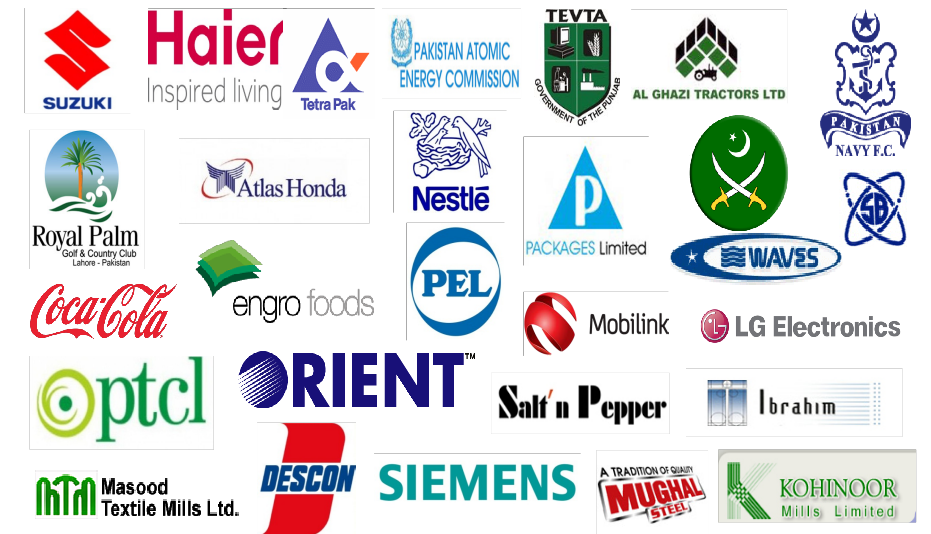 SUZUKI
Haier
Inspired living
Tetra Pak
PAKISTAN ATOMIC
ENERGY COMMISSION
TEVTA
GOVERNMENT OF THE PUNJAB
AL GHAZI TRACTORS LTD
PAKISTAN
NAVY F.C.
Royal Palm
Golf & Country Club
Lahore - Pakistan
Atlas Honda
Nestlé
P
PACKAGES Limited
SB
WAVES
Coca-Cola
engro foods
PEL
Mobilink
LG Electronics
ptcl
ORIENT™
Salt'n Pepper
Ibrahim
MTM
Masood
Textile Mills Ltd.
DESCON
SIEMENS
A TRADITION OF QUALITY
MUGHAL
STEEL
K
KOHINOOR
Mills Limited